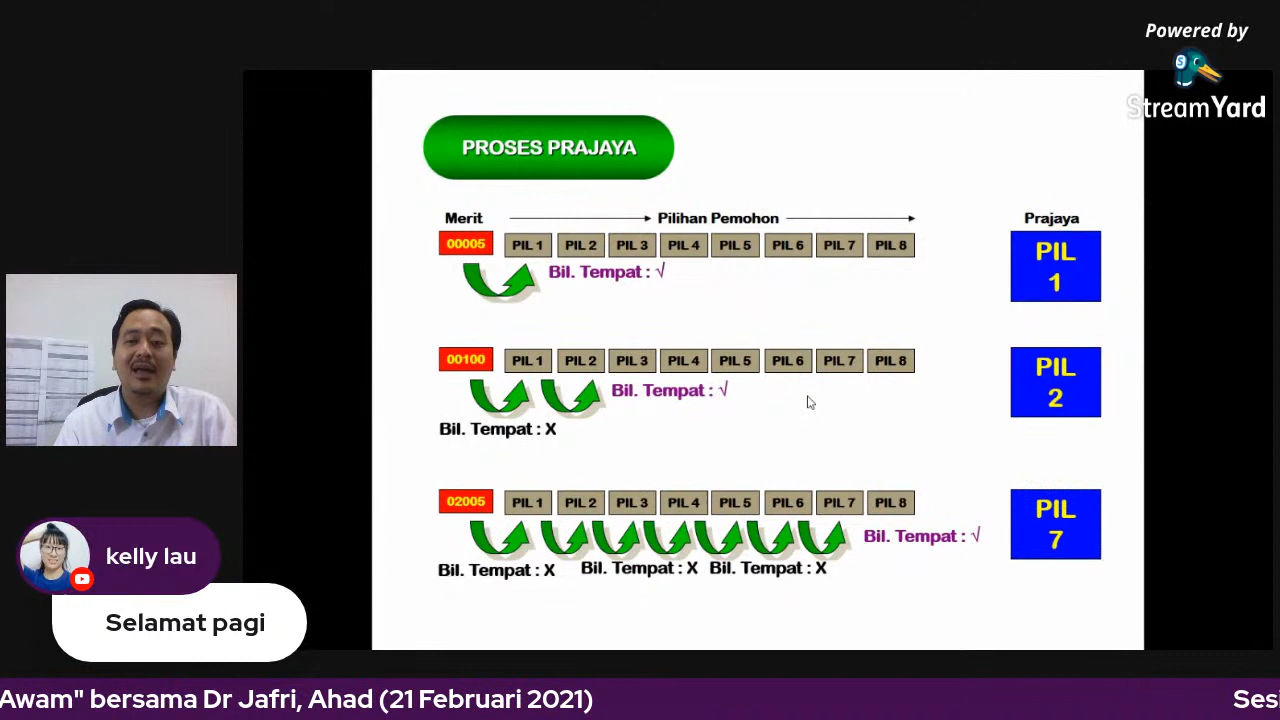 Powered by
StreamYard
PROSES PRAJAYA
Merit Pilihan Pemohon Prajaya
00005 PIL 1 PIL 2 PIL 3 PIL 4 PIL 5 PIL 6 PIL 7 PIL 8
PIL
1
Bil. Tempat : √
00100 PIL 1 PIL 2 PIL 3 PIL 4 PIL 5 PIL 6 PIL 7 PIL 8
PIL
2
Bil. Tempat : √
Bil. Tempat : X
02005 PIL 1 PIL 2 PIL 3 PIL 4 PIL 5 PIL 6 PIL 7 PIL 8
PIL
7
Bil. Tempat : √
Bil. Tempat : X Bil. Tempat : X Bil. Tempat : X
kelly lau
Selamat pagi
Awam" bersama Dr Jafri, Ahad (21 Februari 2021) Ses